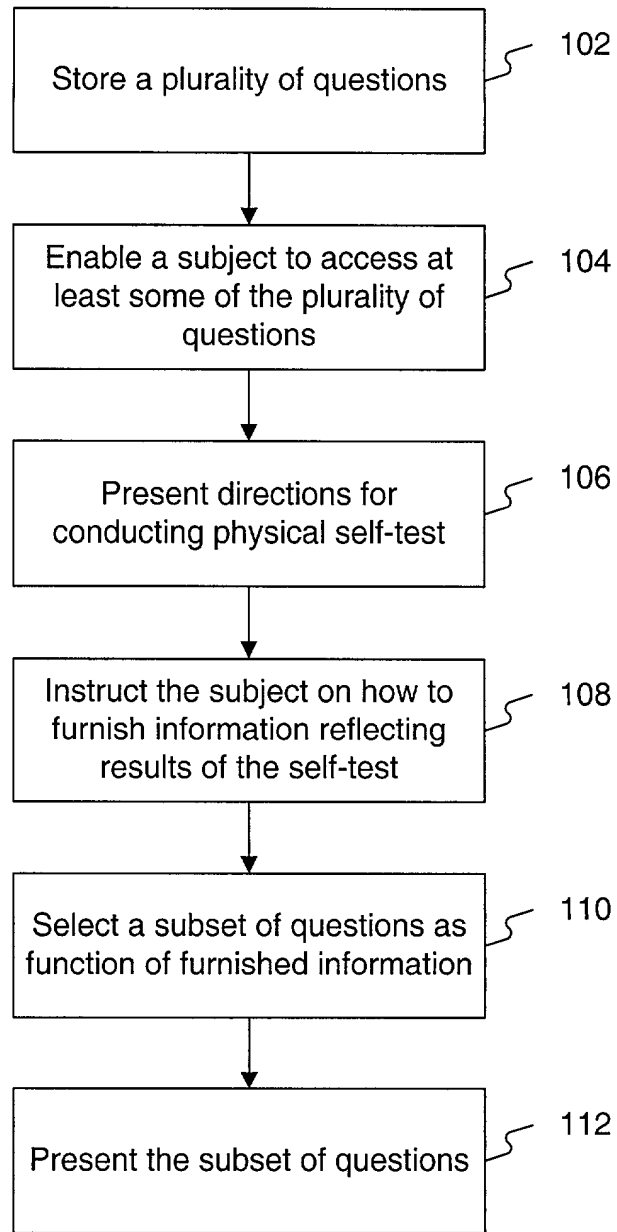 Store a plurality of questions
102
Enable a subject to access at
least some of the plurality of
questions
104
Present directions for
conducting physical self-test
106
Instruct the subject on how to
furnish information reflecting
results of the self-test
108
Select a subset of questions as
function of furnished information
110
Present the subset of questions
112